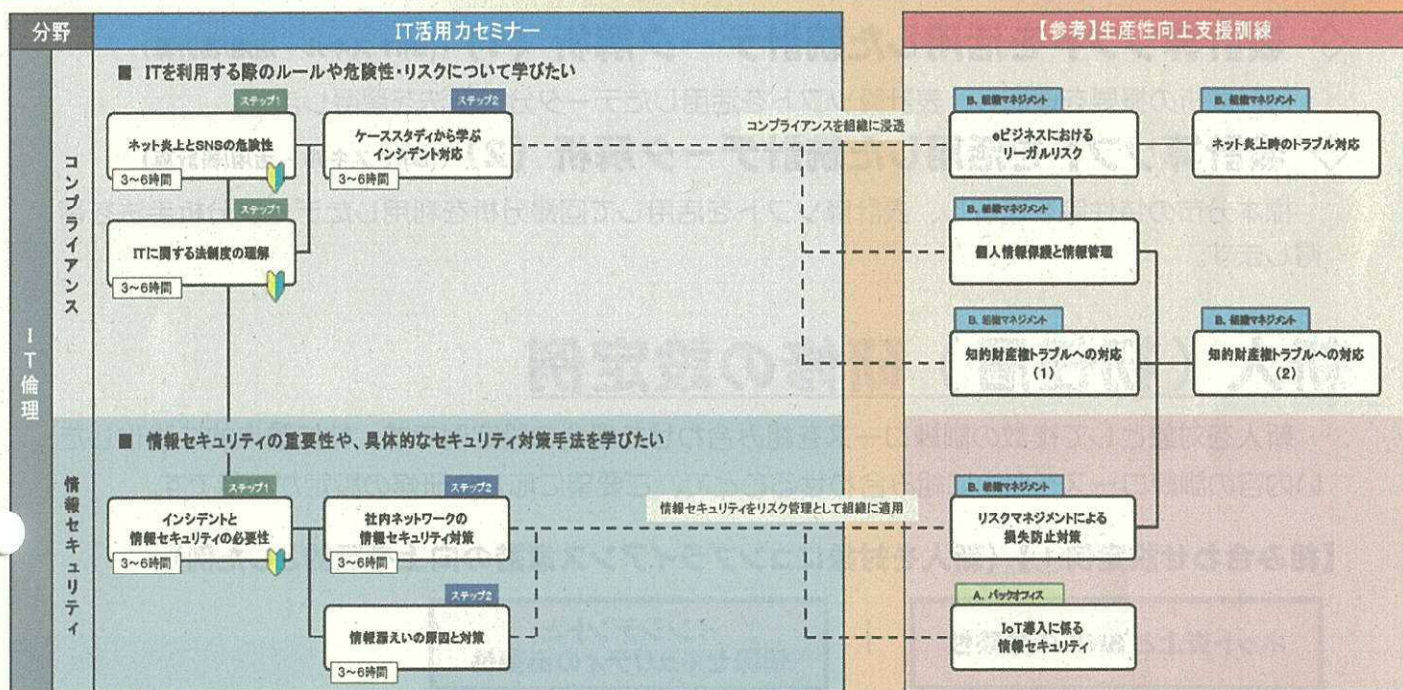 分野
IT活用力セミナー
【参考】生産性向上支援訓練
IT倫理
コンプライアンス
■ ITを利用する際のルールや危険性・リスクについて学びたい
ステップ1
ネット炎上とSNSの危険性
3～6時間
ステップ2
ケーススタディから学ぶ
インシデント対応
3～6時間
ステップ1
ITに関する法制度の理解
3～6時間
コンプライアンスを組織に浸透
B. 組織マネジメント
eビジネスにおける
リーガルリスク
B. 組織マネジメント
ネット炎上時のトラブル対応
B. 組織マネジメント
個人情報保護と情報管理
B. 組織マネジメント
知的財産権トラブルへの対応
(1)
B. 組織マネジメント
知的財産権トラブルへの対応
(2)
情報セキュリティ
■ 情報セキュリティの重要性や、具体的なセキュリティ対策手法を学びたい
ステップ1
インシデントと
情報セキュリティの必要性
3～6時間
ステップ2
社内ネットワークの
情報セキュリティ対策
3～6時間
ステップ2
情報漏えいの原因と対策
3～6時間
情報セキュリティをリスク管理として組織に適用
B. 組織マネジメント
リスクマネジメントによる
損失防止対策
A. バックオフィス
IoT導入に係る
情報セキュリティ